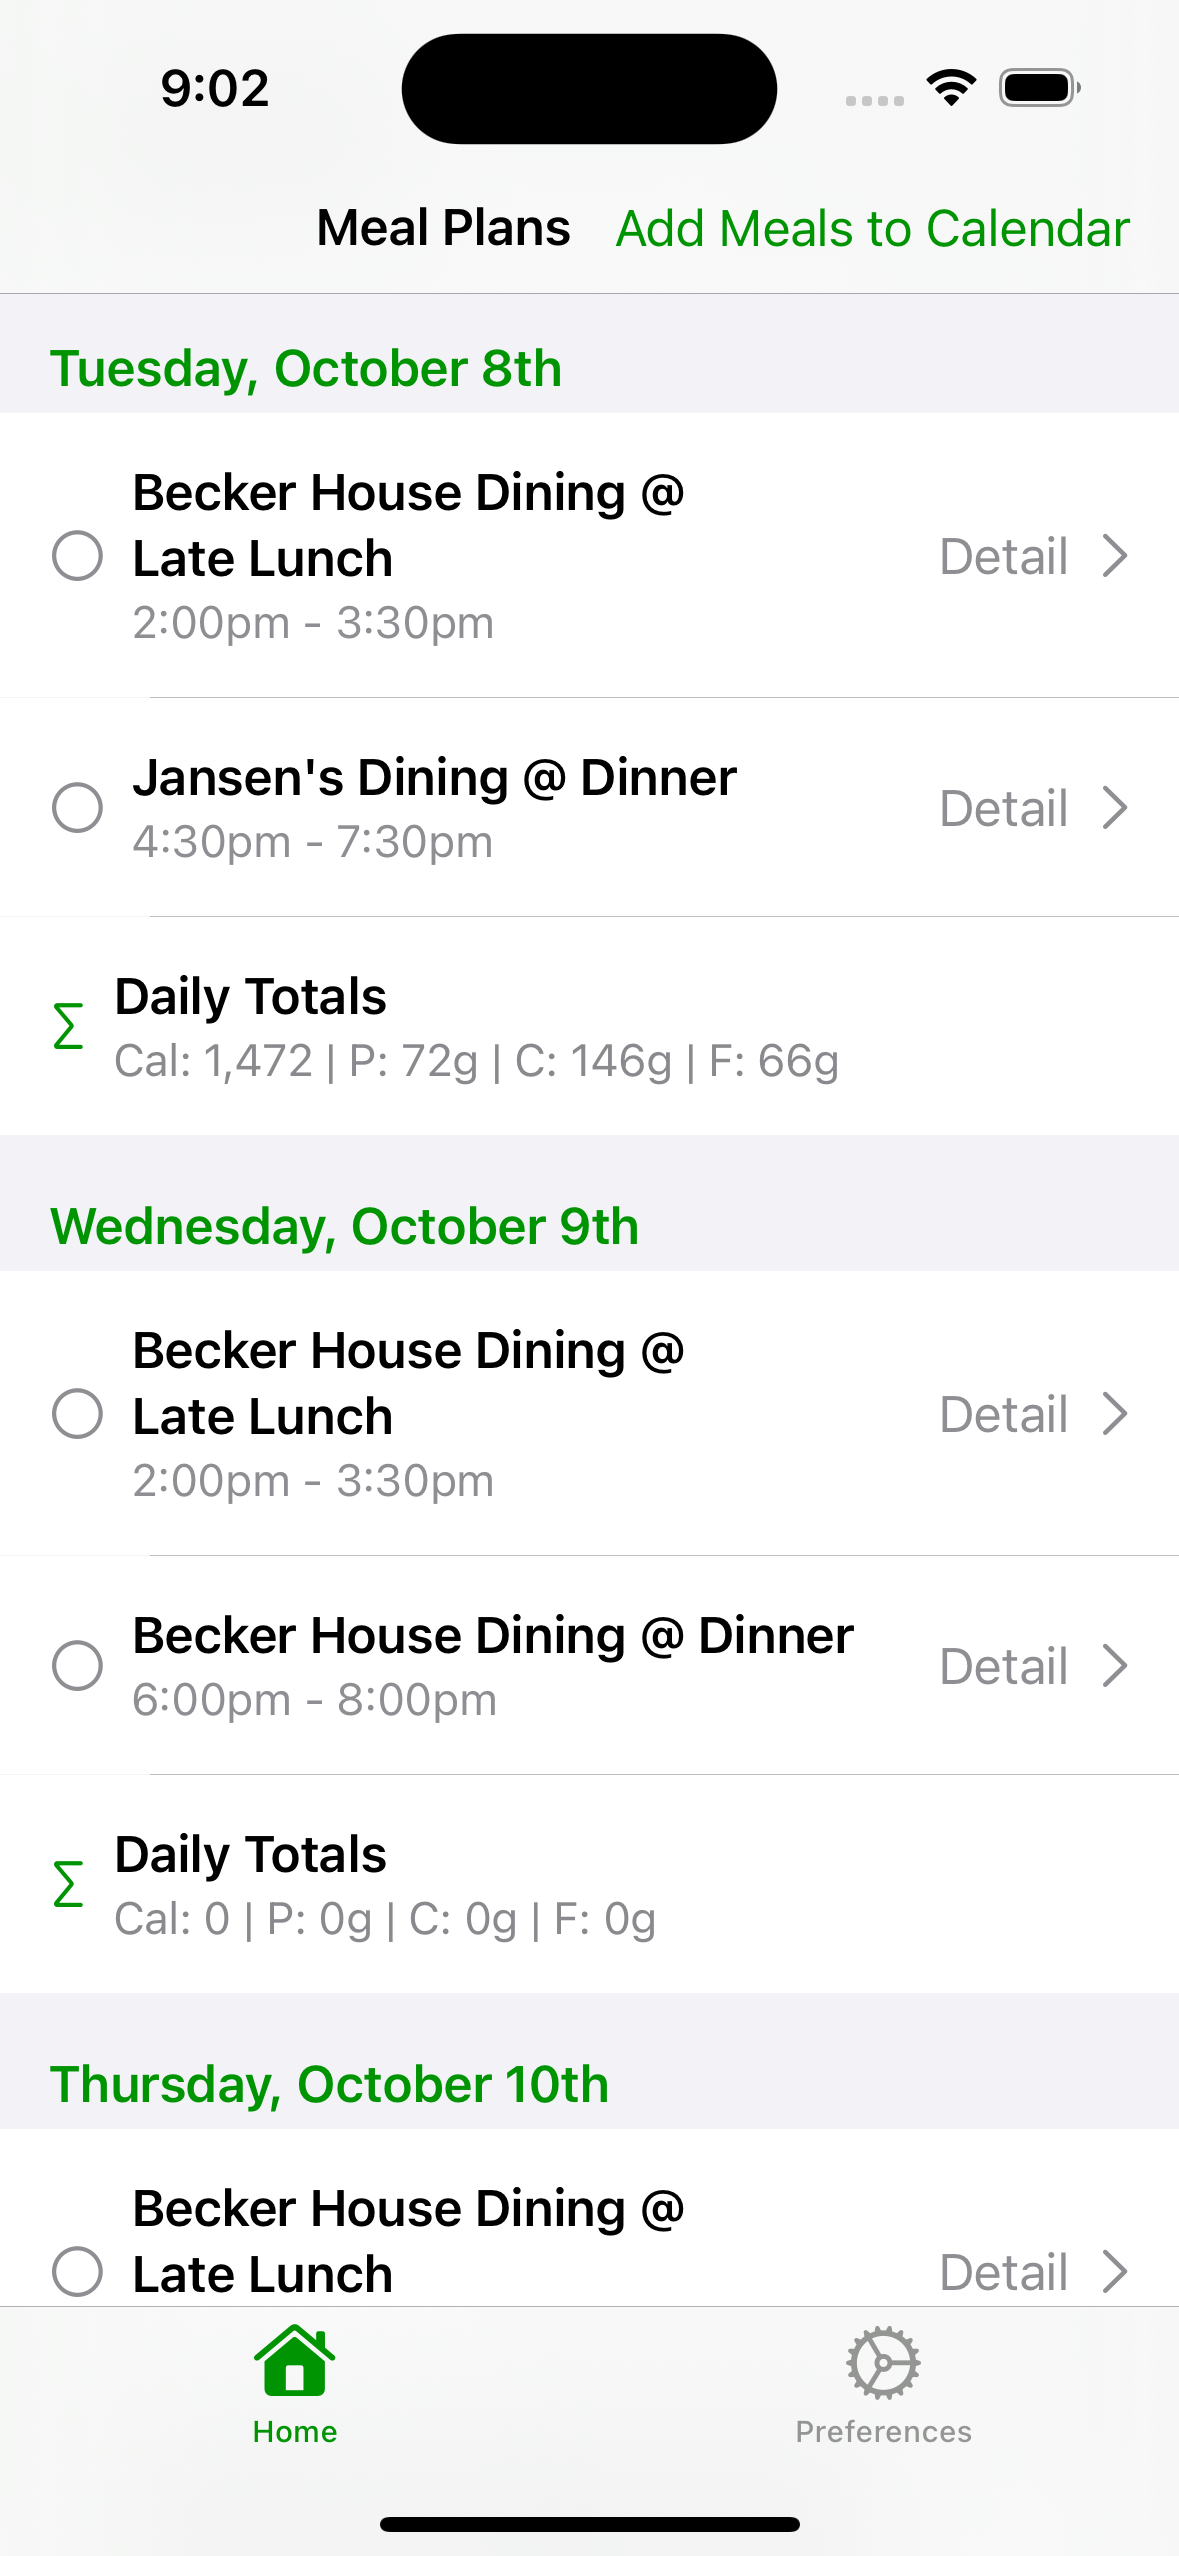 9:02
Meal Plans Add Meals to Calendar
Tuesday, October 8th
Becker House Dining @
Late Lunch
2:00pm - 3:30pm
Detail
Jansen's Dining @ Dinner
4:30pm - 7:30pm
Detail
Daily Totals
Cal: 1,472 | P: 72g | C: 146g | F: 66g
Wednesday, October 9th
Becker House Dining @
Late Lunch
2:00pm - 3:30pm
Detail
Becker House Dining @ Dinner
6:00pm - 8:00pm
Detail
Daily Totals
Cal: 0 | P: 0g | C: 0g | F: 0g
Thursday, October 10th
Becker House Dining @
Late Lunch
Detail
Home
Preferences